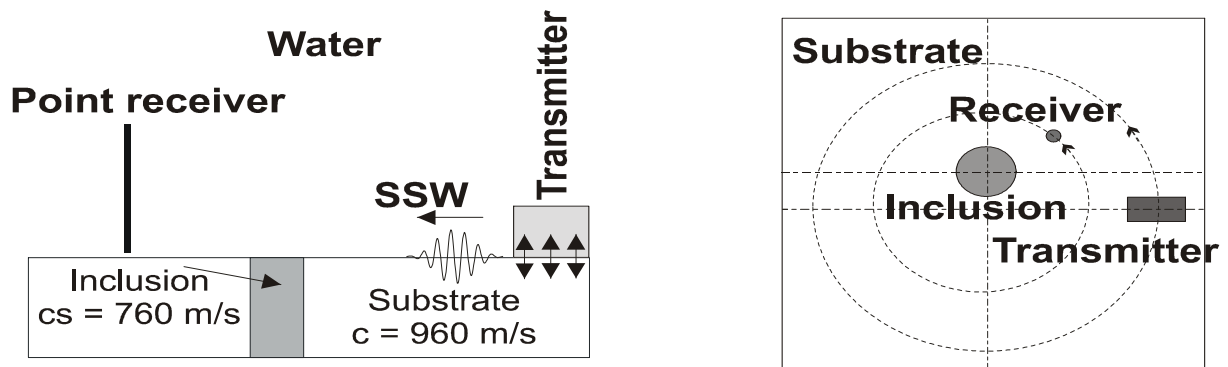 Water
Point receiver
Transmitter
SSW
Inclusion
cs = 760 m/s
Substrate
c = 960 m/s
Substrate
Receiver
Inclusion
Transmitter